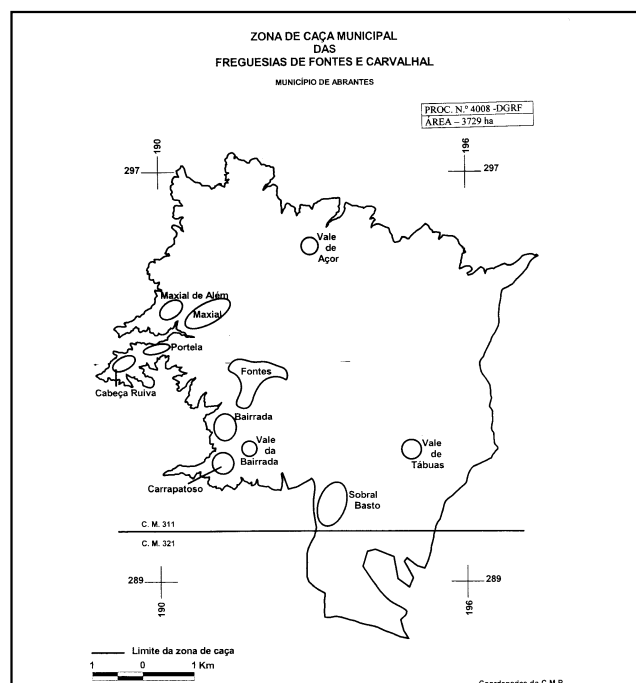 ZONA DE CAÇA MUNICIPAL
DAS
FREGUESIAS DE FONTES E CARVALHAL
MUNICÍPIO DE ABRANTES
PROC. N.º 4008 -DGRF
ÁREA – 3729 ha
190
196
297
297
Vale
de
Açor
Maxial de Além
Maxial
Portela
Fontes
Cabeça Ruiva
Bairrada
Vale
da
Bairrada
Vale
de
Tábuas
Carrapatoso
Sobral
Basto
C. M. 311
C. M. 321
289
289
190
196
Limite da zona de caça
1 0 1 Km
Coordenadas da C.M.P.